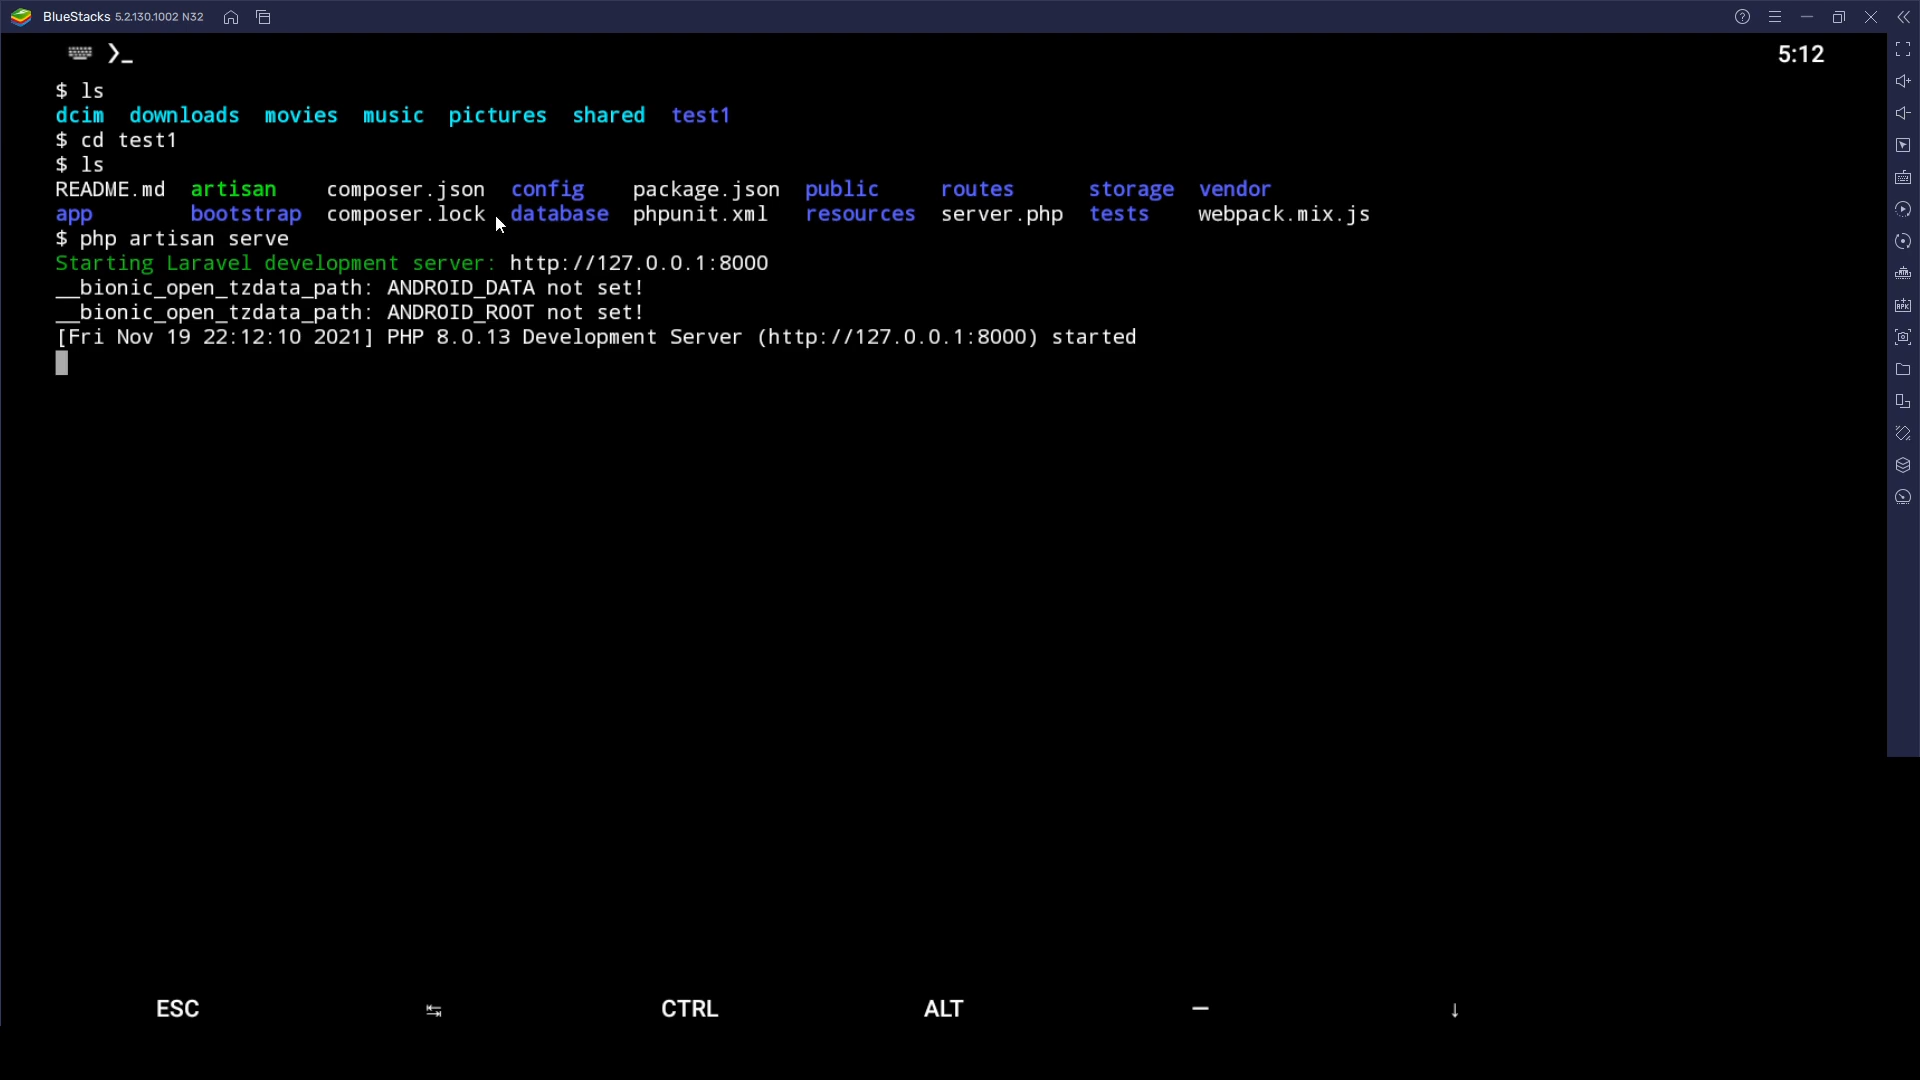 BlueStacks 5.2.130.1002 N32
5:12
$ ls
dcim downloads movies music pictures shared test1
$ cd test1
$ ls
README.md artisan composer.json config package.json public routes storage vendor
app bootstrap composer.lock database phpunit.xml resources server.php tests webpack.mix.js
$ php artisan serve
Starting Laravel development server: http://127.0.0.1:8000
__bionic_open_tzdata_path: ANDROID_DATA not set!
__bionic_open_tzdata_path: ANDROID_ROOT not set!
[Fri Nov 19 22:12:10 2021] PHP 8.0.13 Development Server (http://127.0.0.1:8000) started
ESC ↹ CTRL ALT — ↓